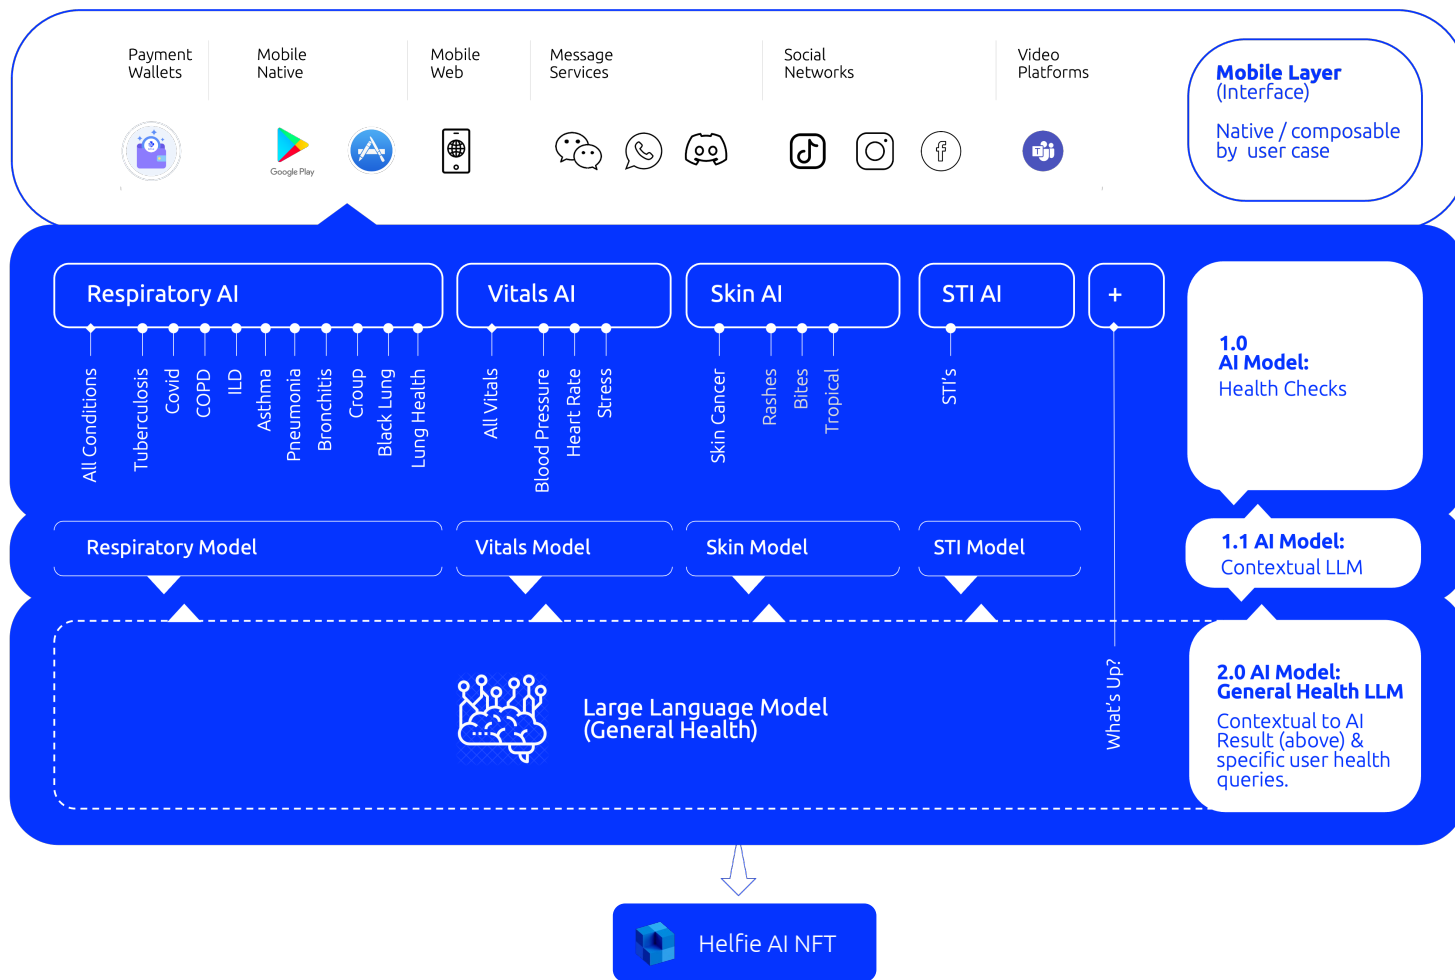 Payment
Wallets
Mobile
Native
Mobile
Web
Message
Services
Social
Networks
Video
Platforms
Google Play
Mobile Layer
(Interface)
Native / composable
by user case
Respiratory AI
Vitals AI
Skin AI
STI AI
+
All Conditions
Tuberculosis
Covid
COPD
ILD
Asthma
Pneumonia
Bronchitis
Croup
Black Lung
Lung Health
All Vitals
Blood Pressure
Heart Rate
Stress
Skin Cancer
Rashes
Bites
Tropical
STI's
1.0
AI Model:
Health Checks
Respiratory Model
Vitals Model
Skin Model
STI Model
1.1 AI Model:
Contextual LLM
Large Language Model
(General Health)
What's Up?
2.0 AI Model:
General Health LLM
Contextual to AI
Result (above) &
specific user health
queries.
Helfie AI NFT